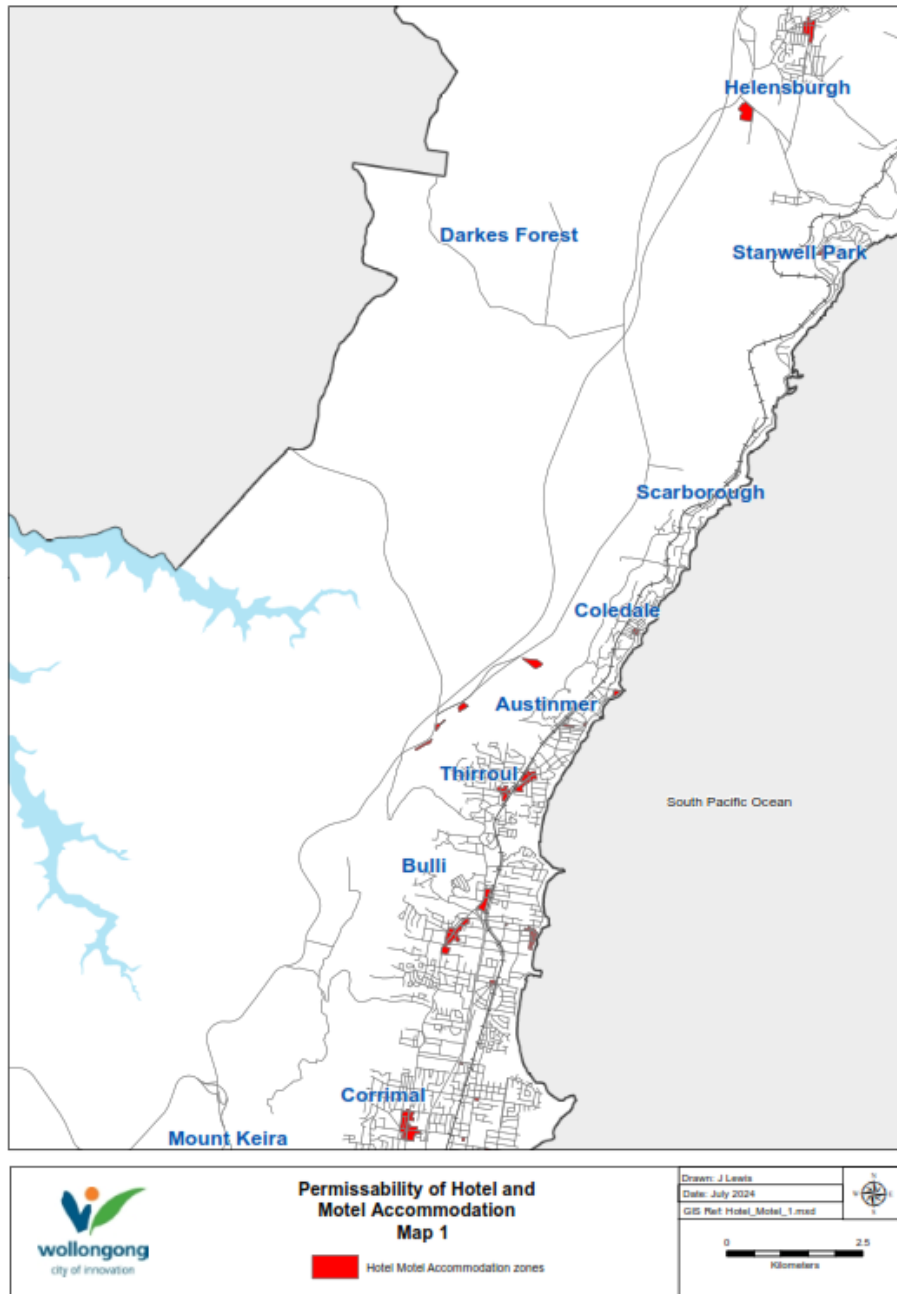 Helensburgh
Darkes Forest
Stanwell Park
Scarborough
Coledale
Austinmer
Thirroul
South Pacific Ocean
Bulli
Corrimal
Mount Keira
wollongong
city of innovation
Permissability of Hotel and
Motel Accommodation
Map 1
Hotel Motel Accommodation zones
Drawn: J Lewis
Date: July 2024
GIS Ref: Hotel_Motel_1.mxd
N
W
E
S
0 2.5
Kilometers